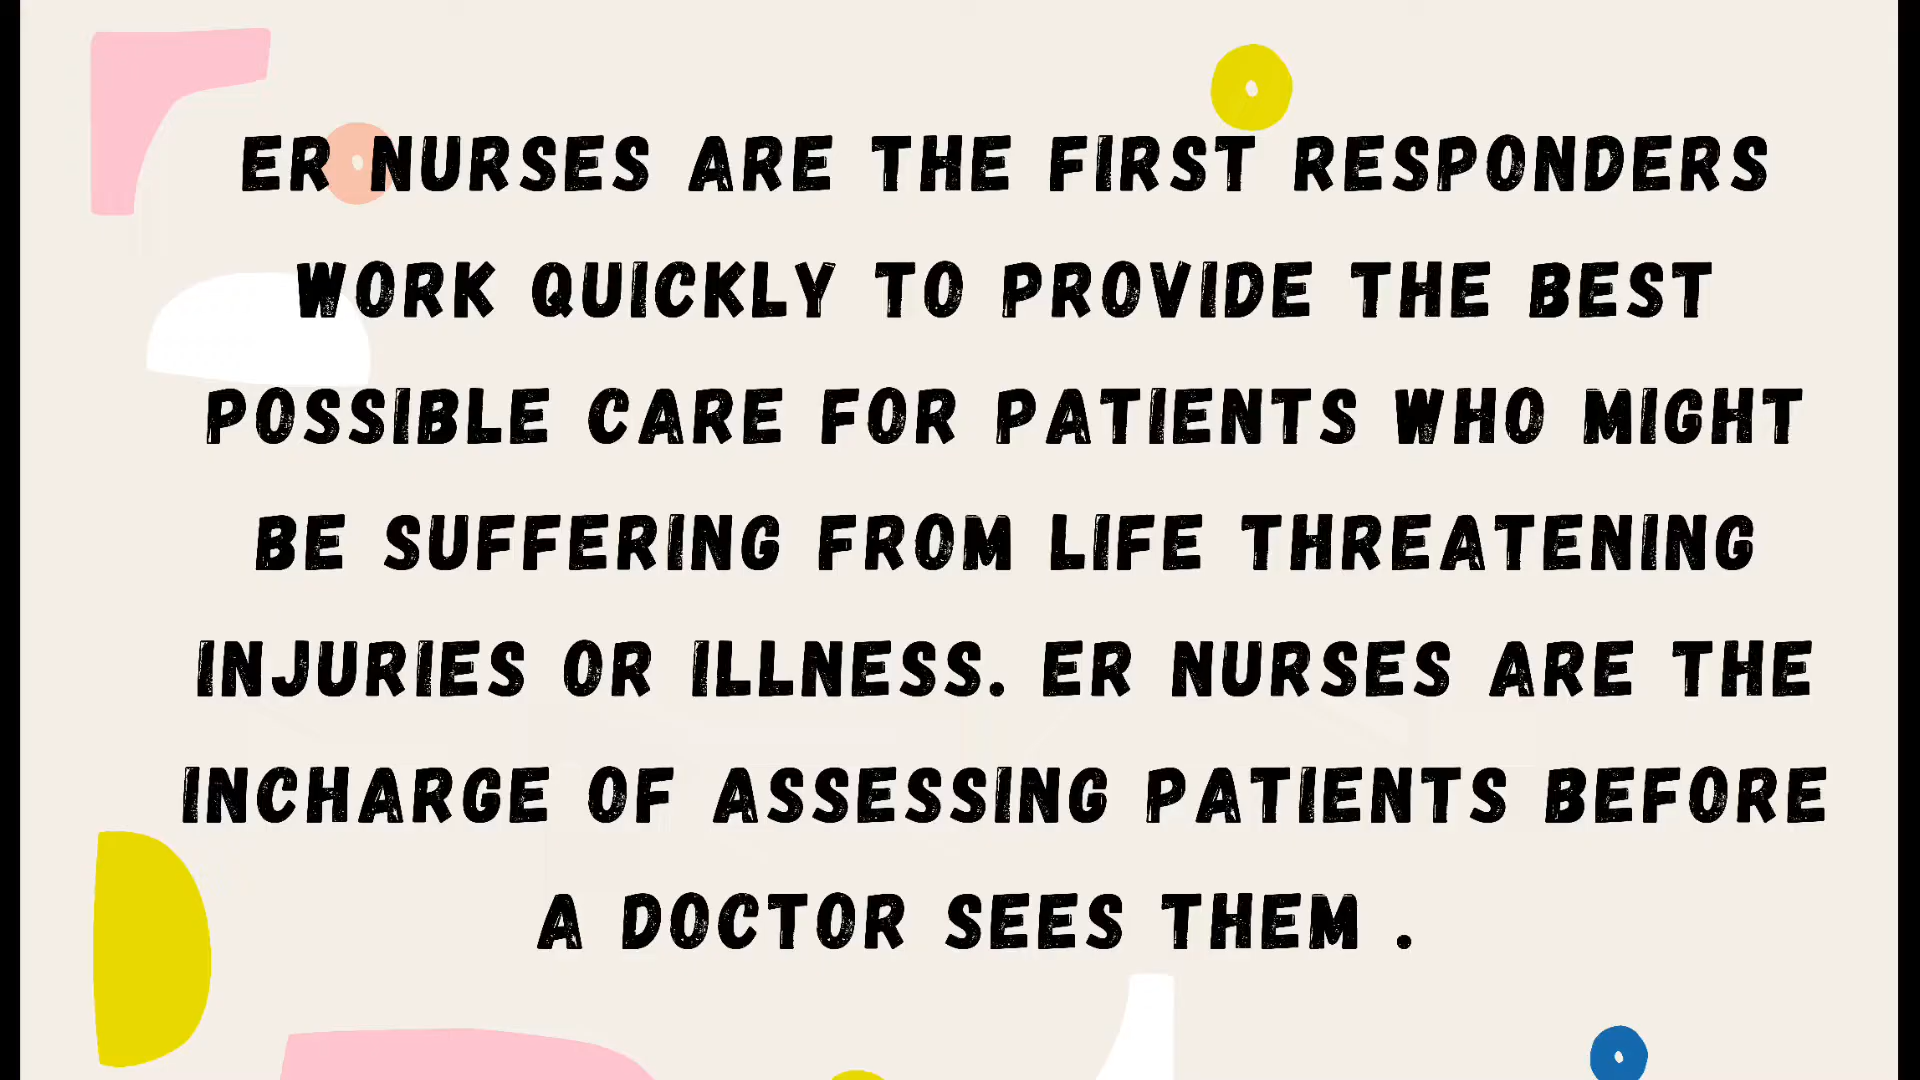 ER NURSES ARE THE FIRST RESPONDERS
WORK QUICKLY TO PROVIDE THE BEST
POSSIBLE CARE FOR PATIENTS WHO MIGHT
BE SUFFERING FROM LIFE THREATENING
INJURIES OR ILLNESS. ER NURSES ARE THE
INCHARGE OF ASSESSING PATIENTS BEFORE
A DOCTOR SEES THEM .